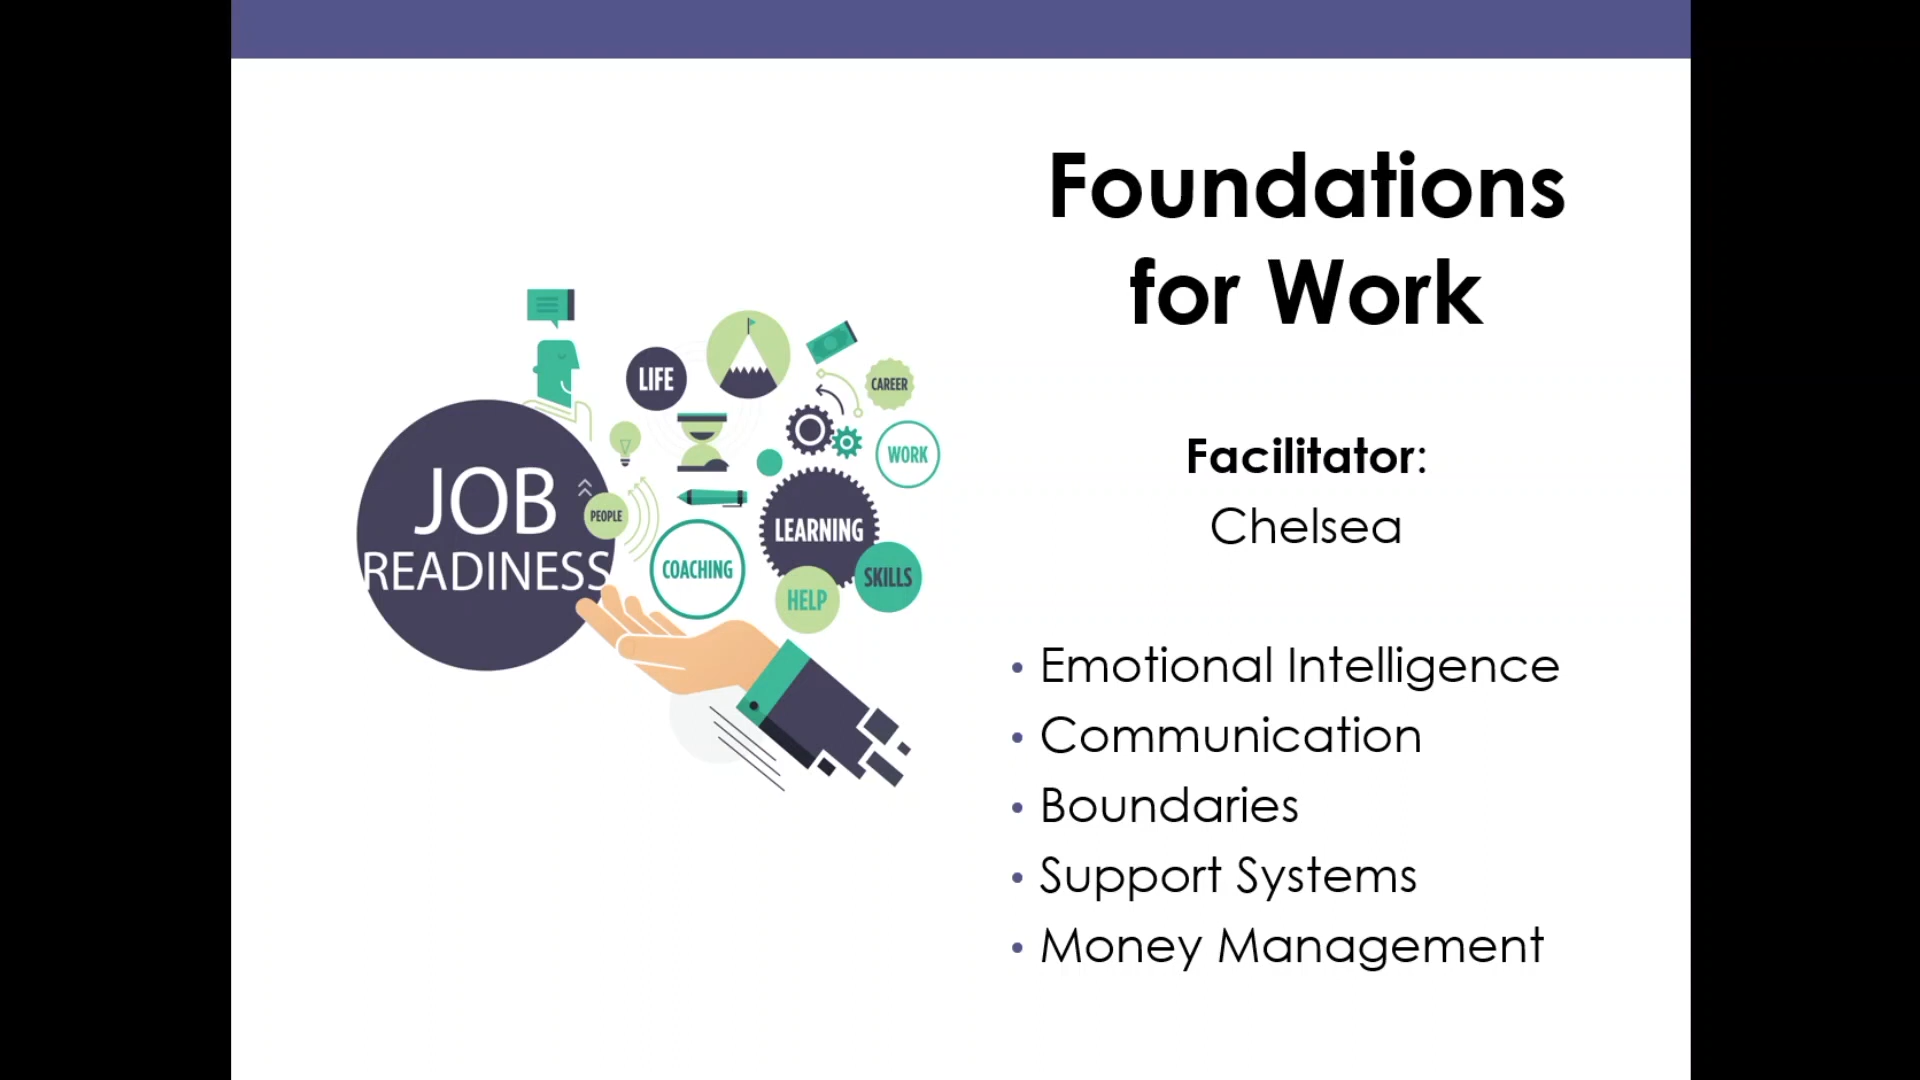 Foundations
for Work
Facilitator:
Chelsea
• Emotional Intelligence
• Communication
• Boundaries
• Support Systems
• Money Management
JOB
READINESS
PEOPLE
LIFE
CAREER
WORK
LEARNING
COACHING
SKILLS
HELP